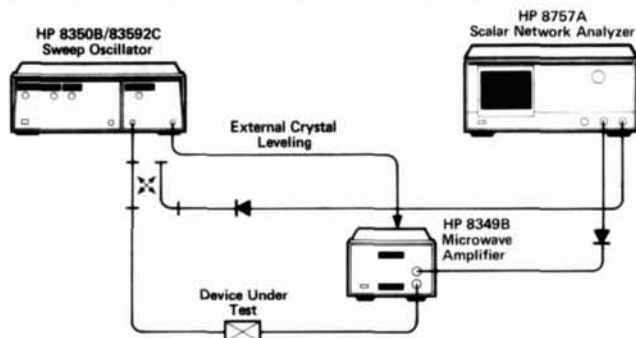 HP 8350B/83592C
Sweep Oscillator
HP 8757A
Scalar Network Analyzer
External Crystal
Leveling
HP 8349B
Microwave
Amplifier
Device Under
Test